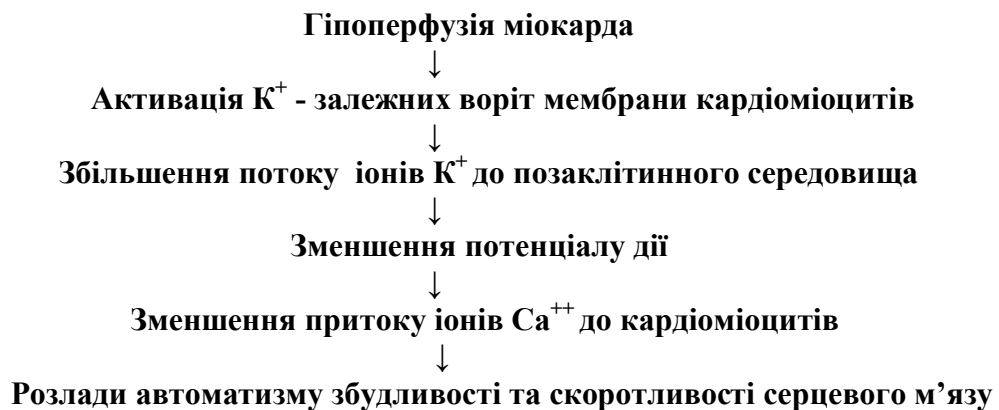 Гіпоперфузія міокарда
↓
Активація К⁺ - залежних воріт мембрани кардіоміоцитів
↓
Збільшення потоку іонів К⁺ до позаклітинного середовища
↓
Зменшення потенціалу дії
↓
Зменшення притоку іонів Са⁺⁺ до кардіоміоцитів
↓
Розлади автоматизму збудливості та скоротливості серцевого м’язу